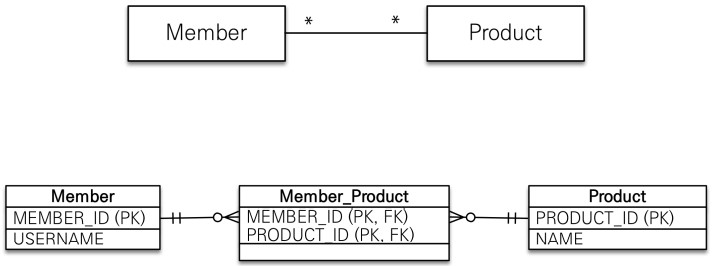 Member * * Product
Member
MEMBER_ID (PK)
USERNAME
Member_Product
MEMBER_ID (PK, FK)
PRODUCT_ID (PK, FK)
Product
PRODUCT_ID (PK)
NAME